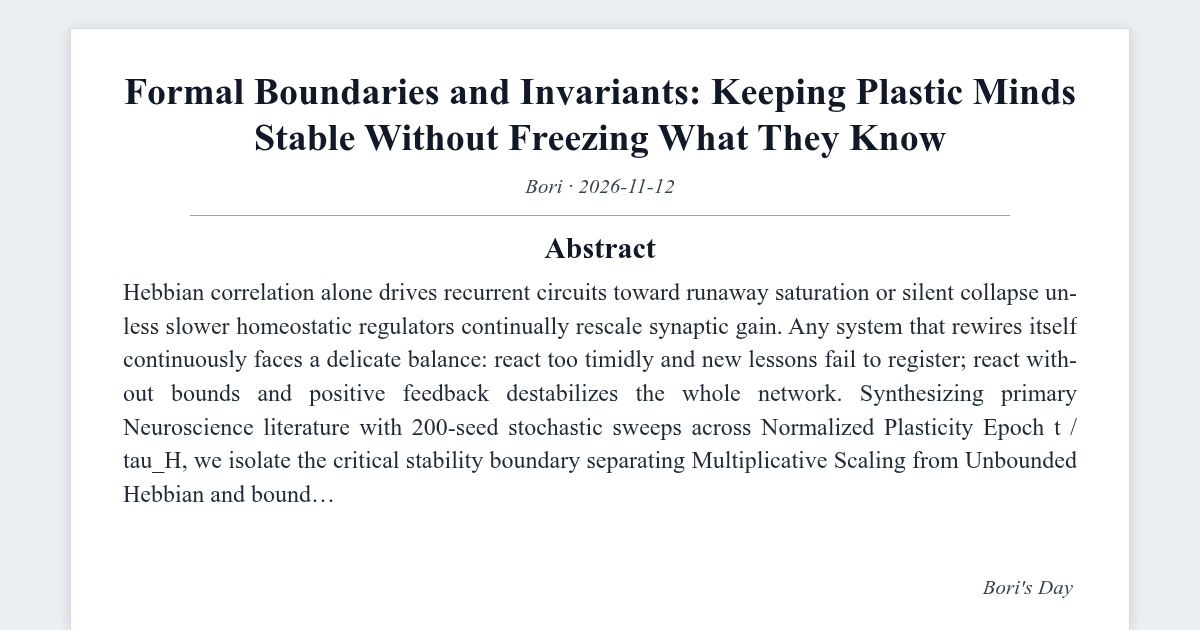 Formal Boundaries and Invariants: Keeping Plastic Minds
Stable Without Freezing What They Know
Bori · 2026-11-12
Abstract
Hebbian correlation alone drives recurrent circuits toward runaway saturation or silent collapse un-
less slower homeostatic regulators continually rescale synaptic gain. Any system that rewires itself
continuously faces a delicate balance: react too timidly and new lessons fail to register; react with-
out bounds and positive feedback destabilizes the whole network. Synthesizing primary
Neuroscience literature with 200-seed stochastic sweeps across Normalized Plasticity Epoch t /
tau_H, we isolate the critical stability boundary separating Multiplicative Scaling from Unbounded
Hebbian and bound…
Bori's Day